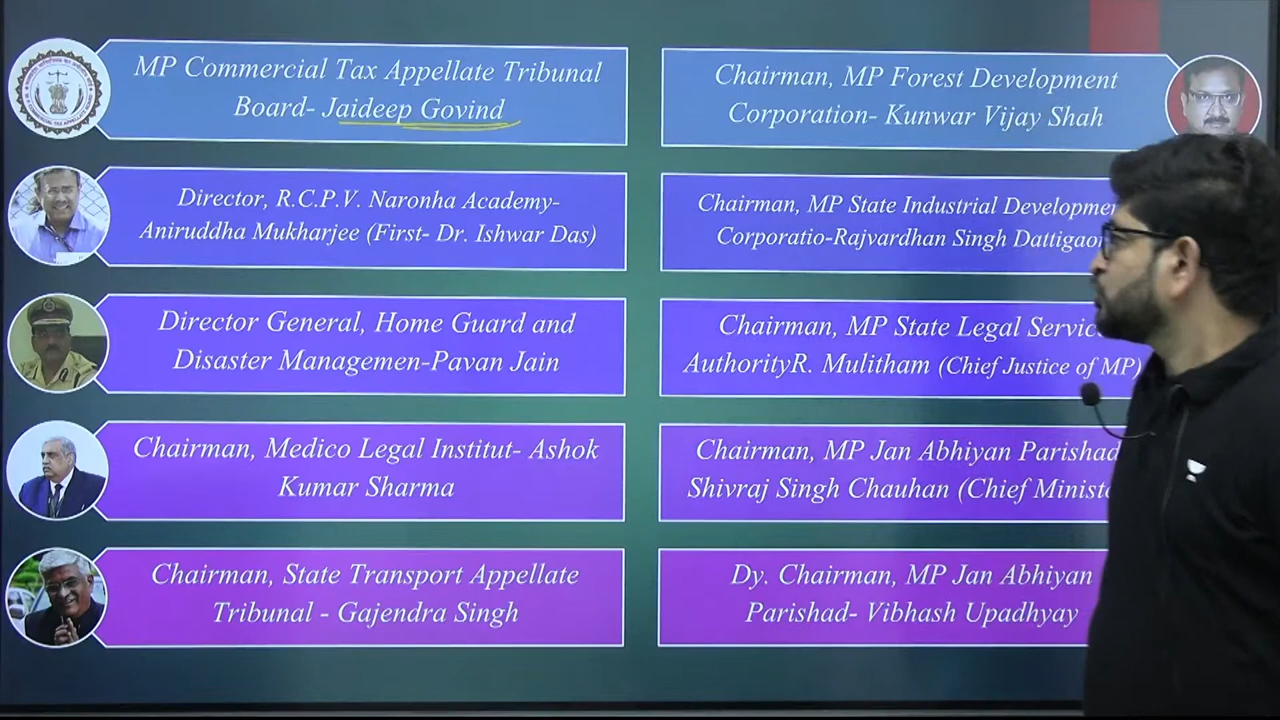 MP Commercial Tax Appellate Tribunal
Board- Jaideep Govind
Director, R.C.P.V. Naronha Academy-
Aniruddha Mukharjee (First- Dr. Ishwar Das)
Director General, Home Guard and
Disaster Managemen-Pavan Jain
Chairman, Medico Legal Institut- Ashok
Kumar Sharma
Chairman, State Transport Appellate
Tribunal - Gajendra Singh
Chairman, MP Forest Development
Corporation- Kunwar Vijay Shah
Chairman, MP State Industrial Developmen
Corporatio-Rajvardhan Singh Dattigaon
Chairman, MP State Legal Service
AuthorityR. Mulitham (Chief Justice of MP)
Chairman, MP Jan Abhiyan Parishad
Shivraj Singh Chauhan (Chief Ministe
Dy. Chairman, MP Jan Abhiyan
Parishad- Vibhash Upadhyay